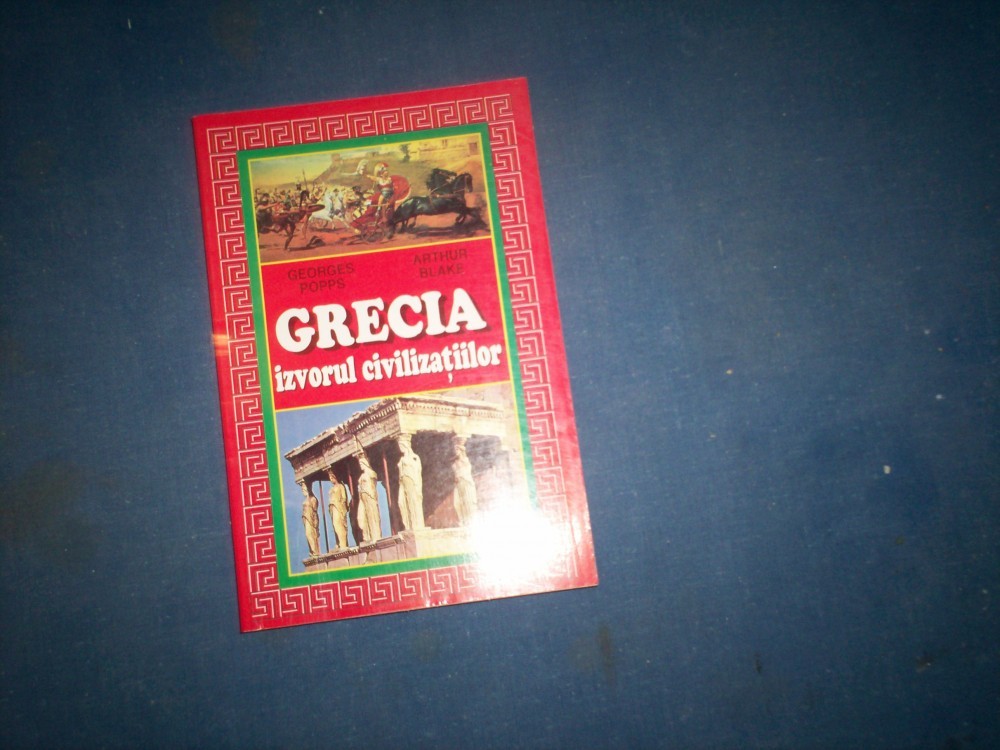 GEORGES
POPPS
ARTHUR
BLAKE
GRECIA
izvorul civilizațiilor